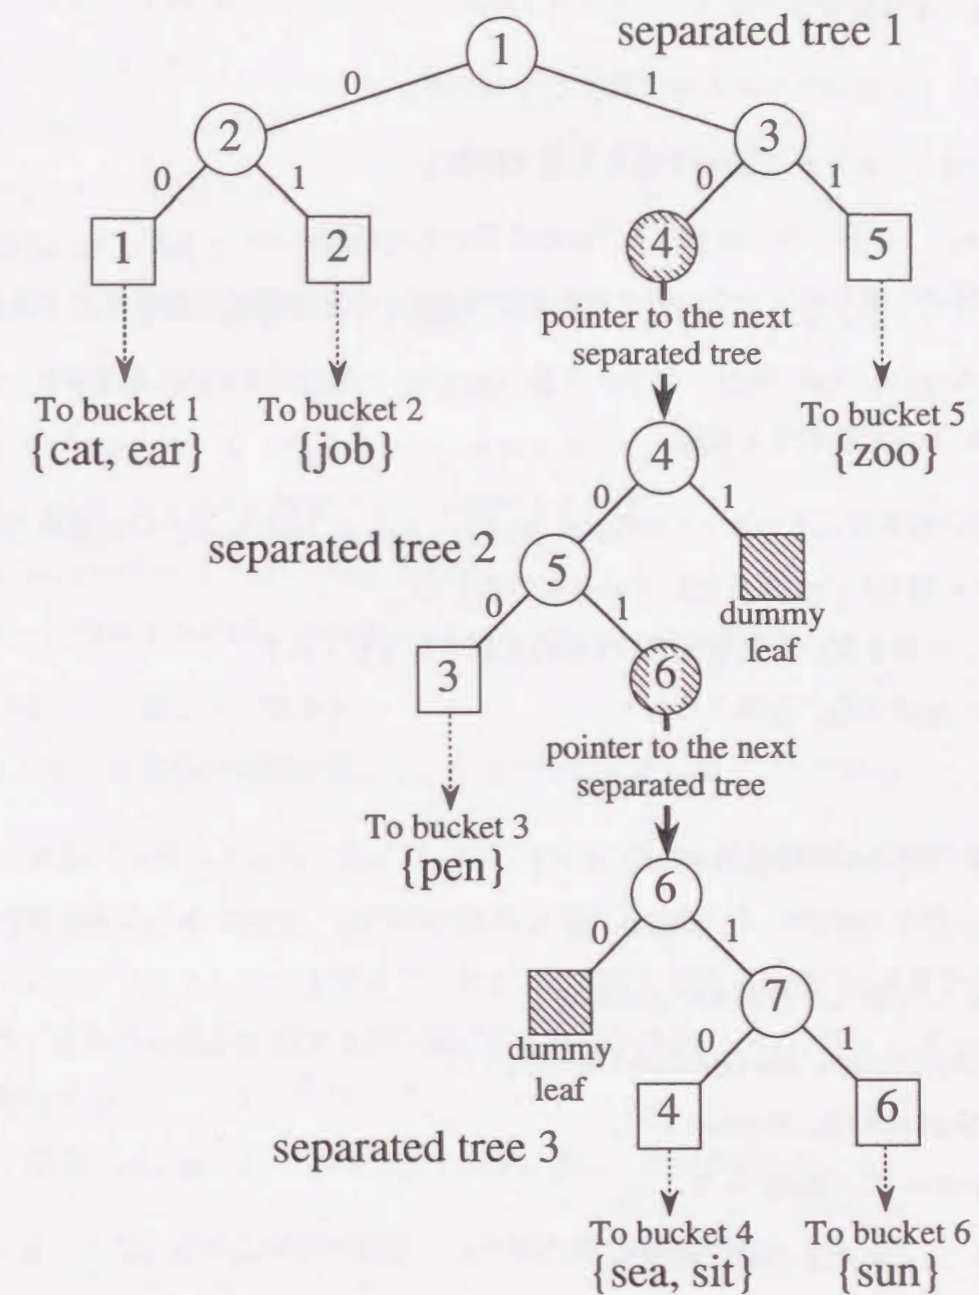 separated tree 1
1
0
1
2
3
0
1
0
1
1
2
4
5
pointer to the next
separated tree
To bucket 1
{cat, ear}
To bucket 2
{job}
To bucket 5
{zoo}
4
0
1
separated tree 2
5
dummy
leaf
0
1
3
6
pointer to the next
separated tree
To bucket 3
{pen}
6
0
1
7
dummy
leaf
0
1
4
6
separated tree 3
To bucket 4
{sea, sit}
To bucket 6
{sun}